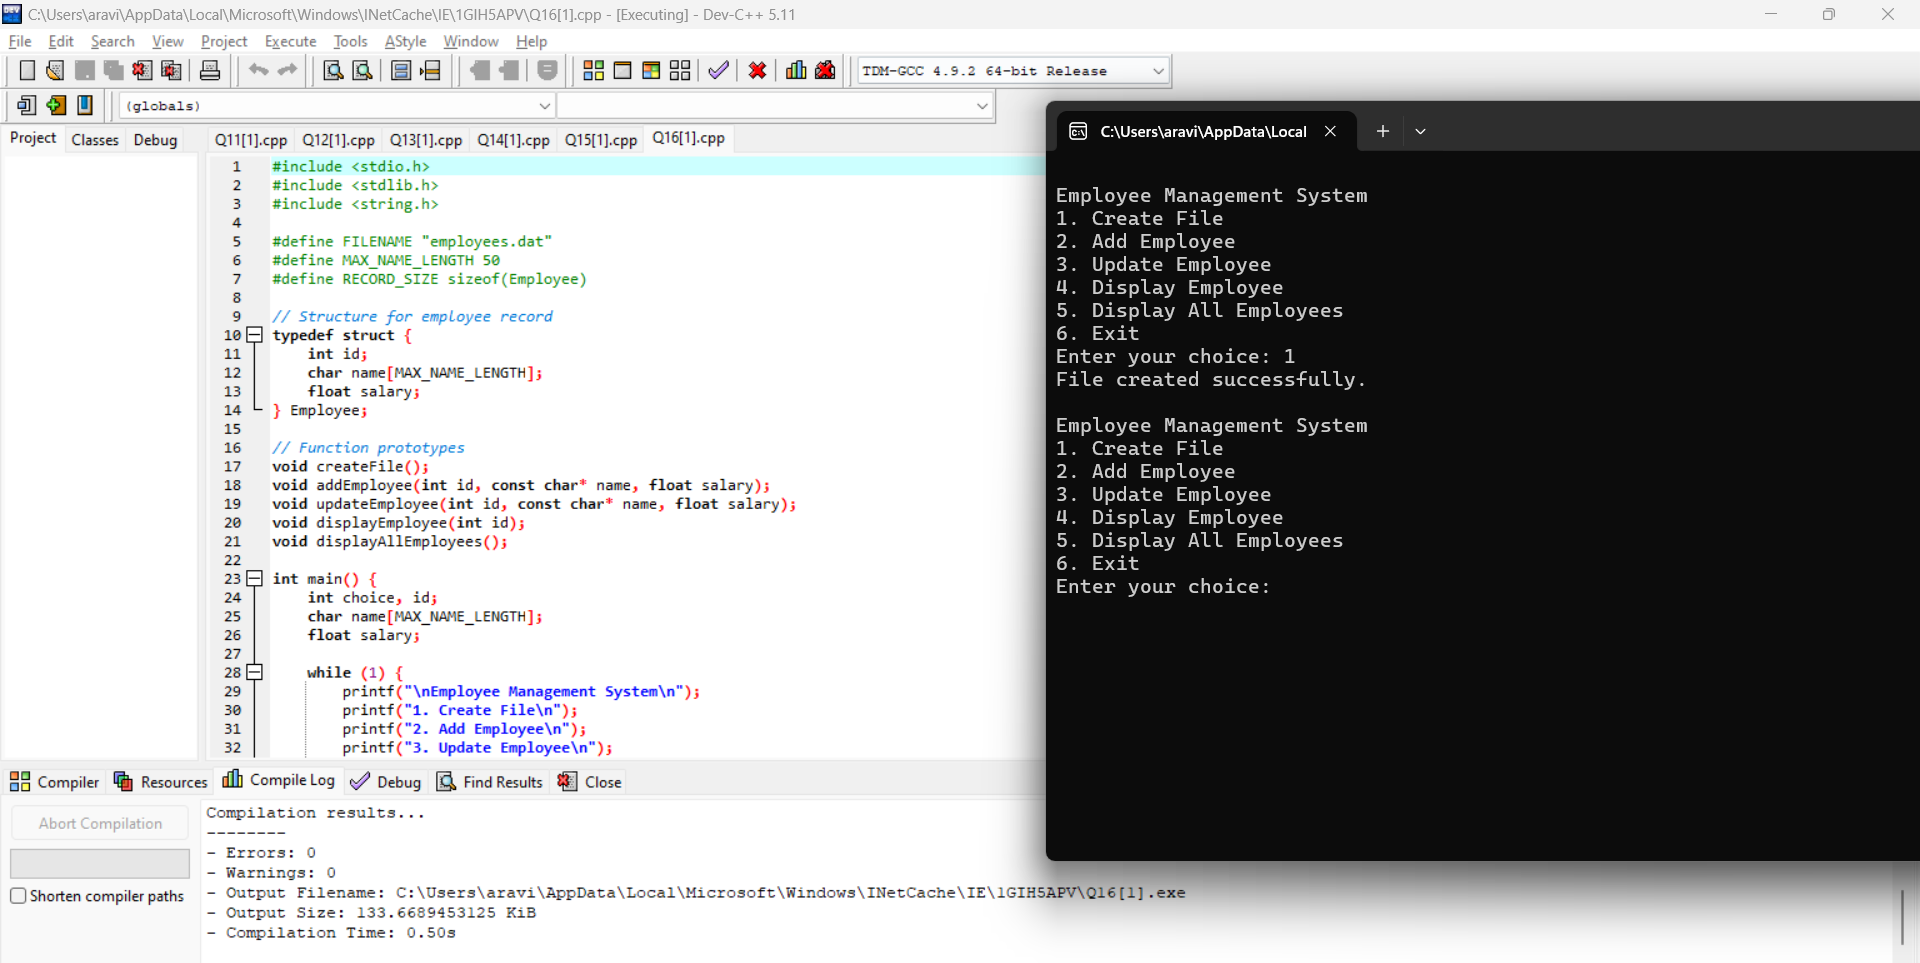 C:\Users\aravi\AppData\Local\Microsoft\Windows\INetCache\IE\1GIH5APV\Q16[1].cpp - [Executing] - Dev-C++ 5.11
File Edit Search View Project Execute Tools AStyle Window Help
TDM-GCC 4.9.2 64-bit Release
(globals)
Project Classes Debug
Q11[1].cpp Q12[1].cpp Q13[1].cpp Q14[1].cpp Q15[1].cpp Q16[1].cpp
1 #include <stdio.h>
2 #include <stdlib.h>
3 #include <string.h>
4
5 #define FILENAME "employees.dat"
6 #define MAX_NAME_LENGTH 50
7 #define RECORD_SIZE sizeof(Employee)
8
9 // Structure for employee record
10 typedef struct {
11 int id;
12 char name[MAX_NAME_LENGTH];
13 float salary;
14 } Employee;
15
16 // Function prototypes
17 void createFile();
18 void addEmployee(int id, const char* name, float salary);
19 void updateEmployee(int id, const char* name, float salary);
20 void displayEmployee(int id);
21 void displayAllEmployees();
22
23 int main() {
24 int choice, id;
25 char name[MAX_NAME_LENGTH];
26 float salary;
27
28 while (1) {
29 printf("\nEmployee Management System\n");
30 printf("1. Create File\n");
31 printf("2. Add Employee\n");
32 printf("3. Update Employee\n");
C:\Users\aravi\AppData\Local
Employee Management System
1. Create File
2. Add Employee
3. Update Employee
4. Display Employee
5. Display All Employees
6. Exit
Enter your choice: 1
File created successfully.
Employee Management System
1. Create File
2. Add Employee
3. Update Employee
4. Display Employee
5. Display All Employees
6. Exit
Enter your choice:
Compiler Resources Compile Log Debug Find Results Close
Abort Compilation
Shorten compiler paths
Compilation results...
--------
- Errors: 0
- Warnings: 0
- Output Filename: C:\Users\aravi\AppData\Local\Microsoft\Windows\INetCache\IE\1GIH5APV\Q16[1].exe
- Output Size: 133.6689453125 KiB
- Compilation Time: 0.50s